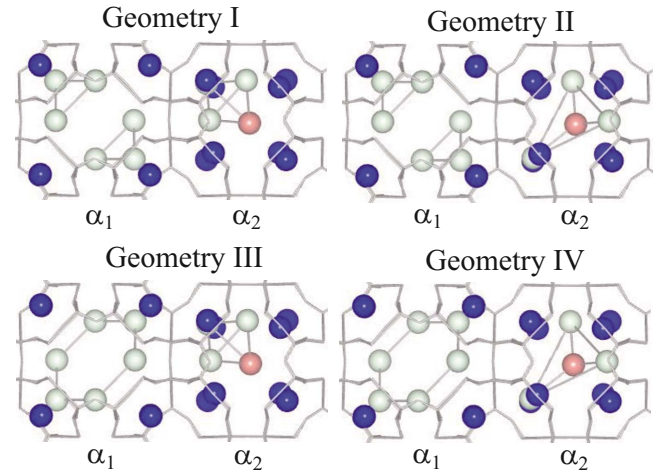 Geometry I
Geometry II
α₁
α₂
α₁
α₂
Geometry III
Geometry IV
α₁
α₂
α₁
α₂